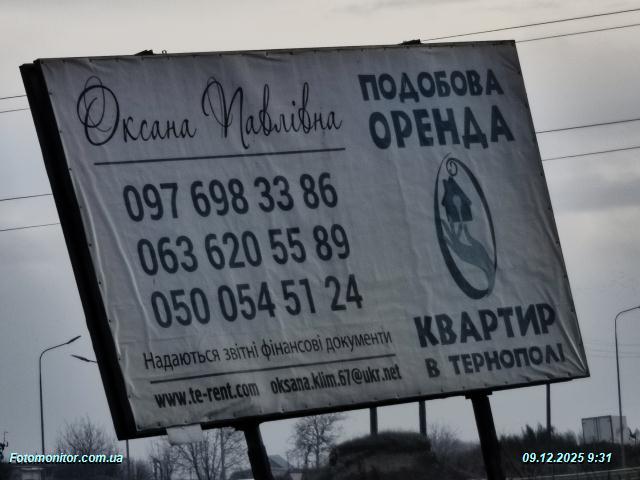 Оксана Павлівна
097 698 33 86
063 620 55 89
050 054 51 24
Надаються звітні фінансові документи
www.te-rent.com oksana.klim.67@ukr.net
ПОДОБОВА
ОРЕНДА
КВАРТИР
В ТЕРНОПОЛІ
Fotomonitor.com.ua
09.12.2025 9:31